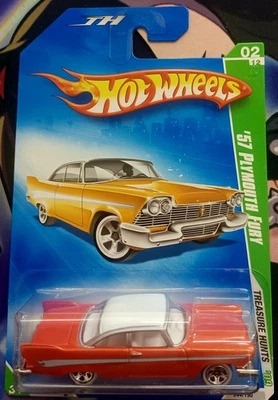 TH
HOT WHEELS
02
12
'57 PLYMOUTH FURY
TREASURE HUNTS